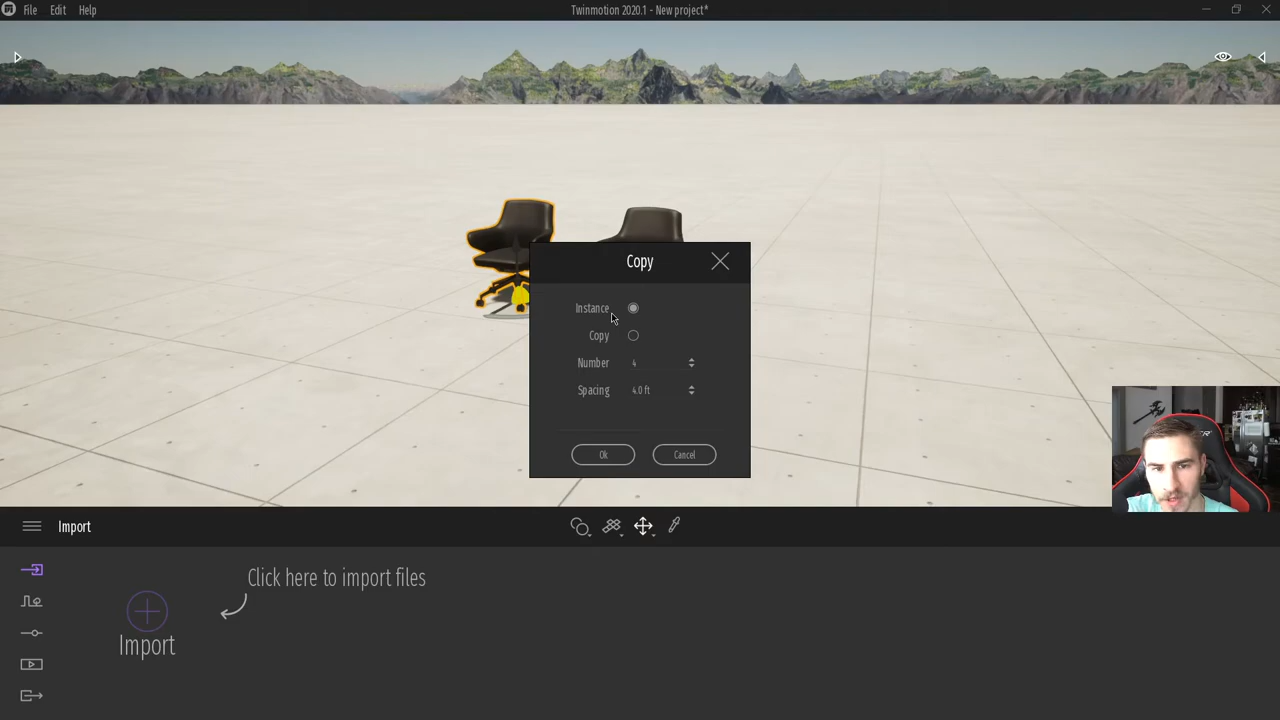 File Edit Help
Twinmotion 2020.1 - New project*
Copy
Instance
Copy
Number 4
Spacing 4.0 ft
Ok Cancel
Import
Click here to import files
Import